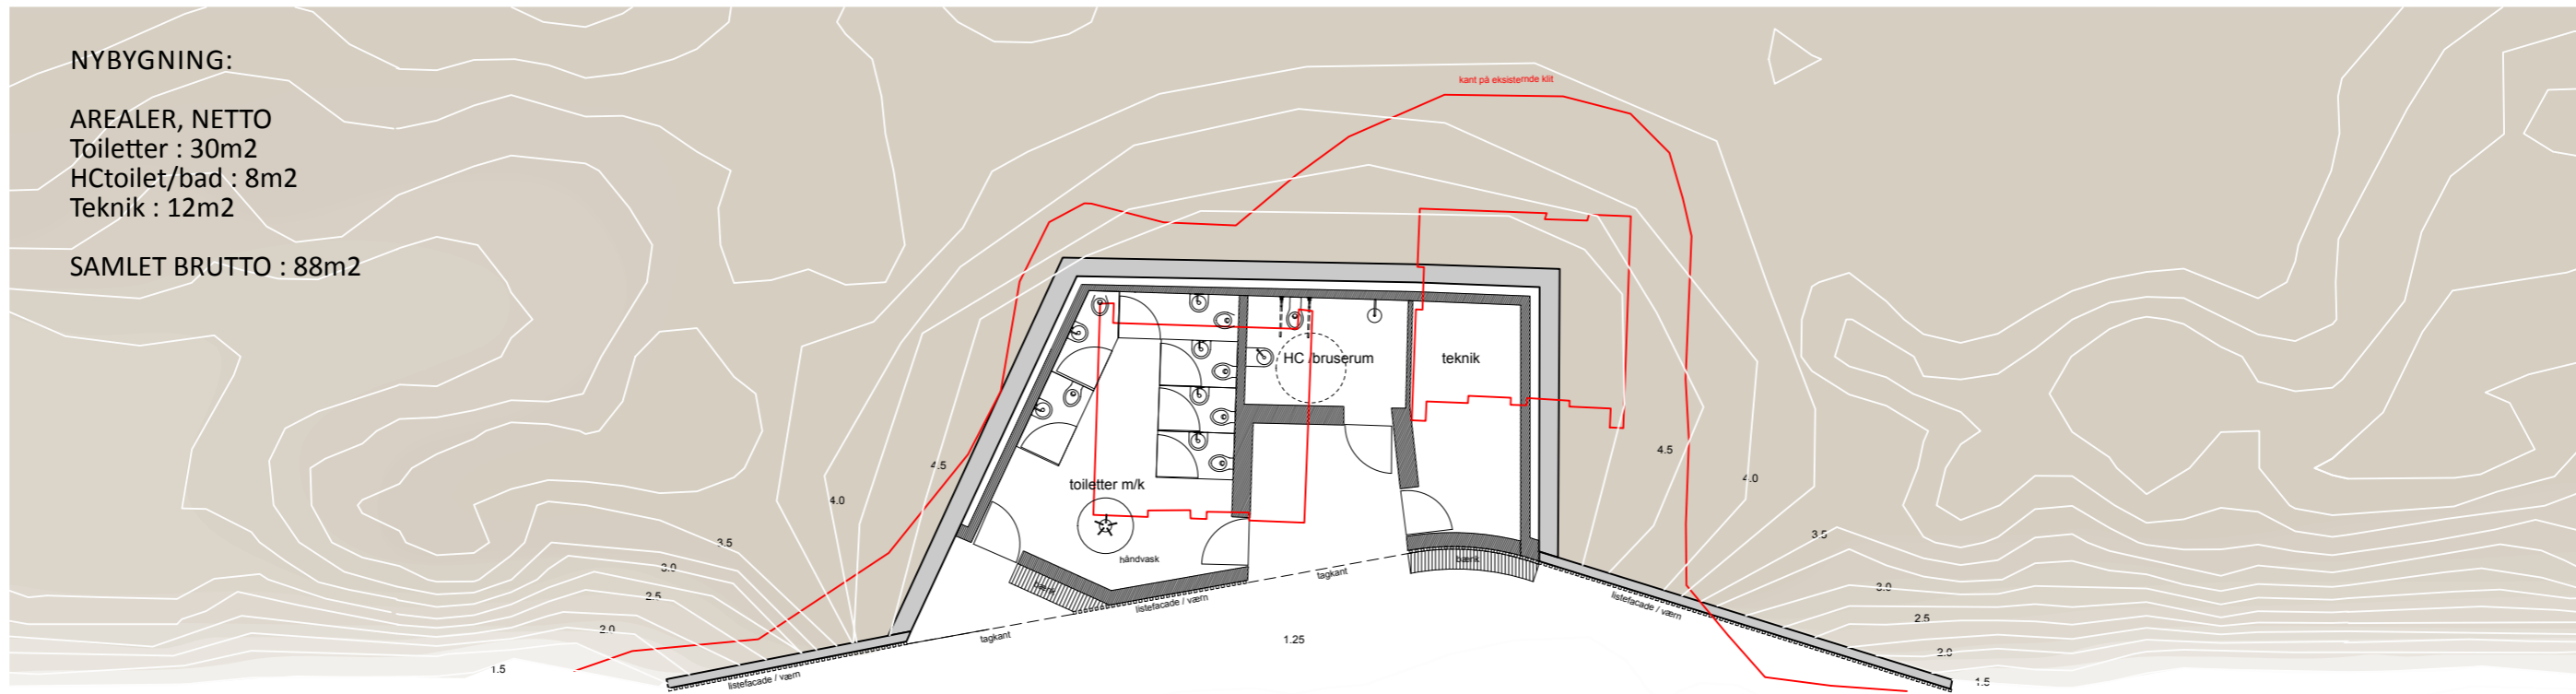 NYBYGNING:
AREALER, NETTO
Toiletter : 30m2
HCtoilet/bad : 8m2
Teknik : 12m2
SAMLET BRUTTO : 88m2
kant på eksisternde klit
HC /bruserum
teknik
4.5
4.5
4.0
4.0
toiletter m/k
3.5
3.5
håndvask
bænk
bænk
3.0
3.0
tagkant
2.5
2.5
listefacade / værn
listefacade / værn
2.0
2.0
tagkant
1.25
1.5
1.5
listefacade / værn